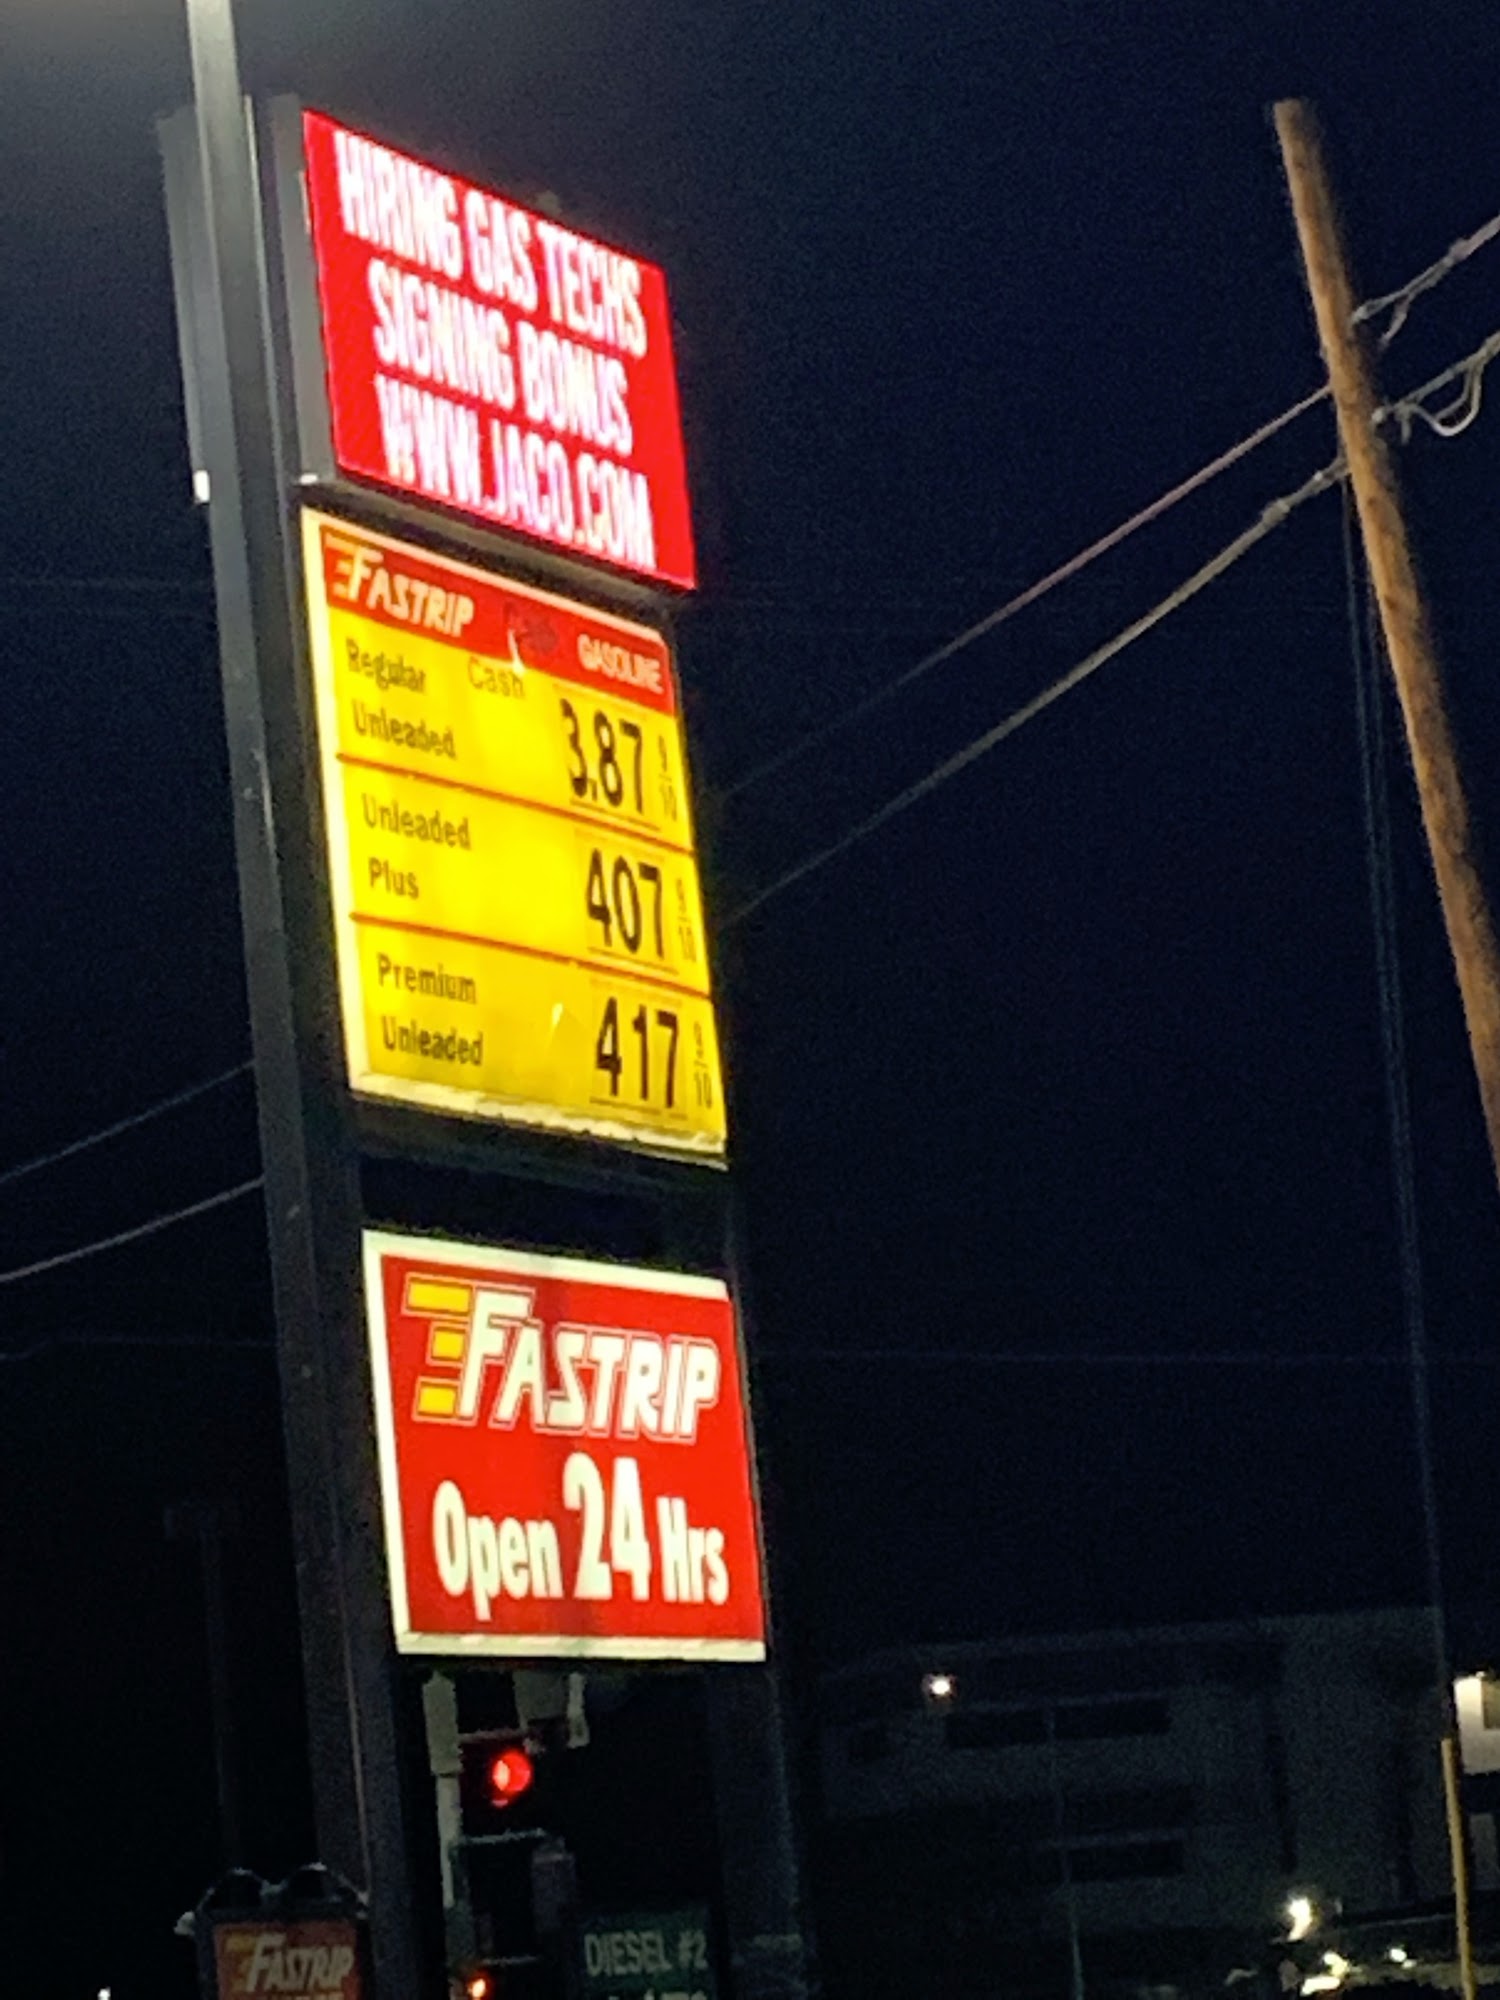 HIRING GAS TECHS
SIGNING BONUS
WWW.JACO.COM
FASTRIP GASOLINE
Regular Cash
Unleaded 3.87 9/10
Unleaded
Plus 407 9/10
Premium
Unleaded 417 9/10
FASTRIP
Open 24 Hrs
FASTRIP
DIESEL #2